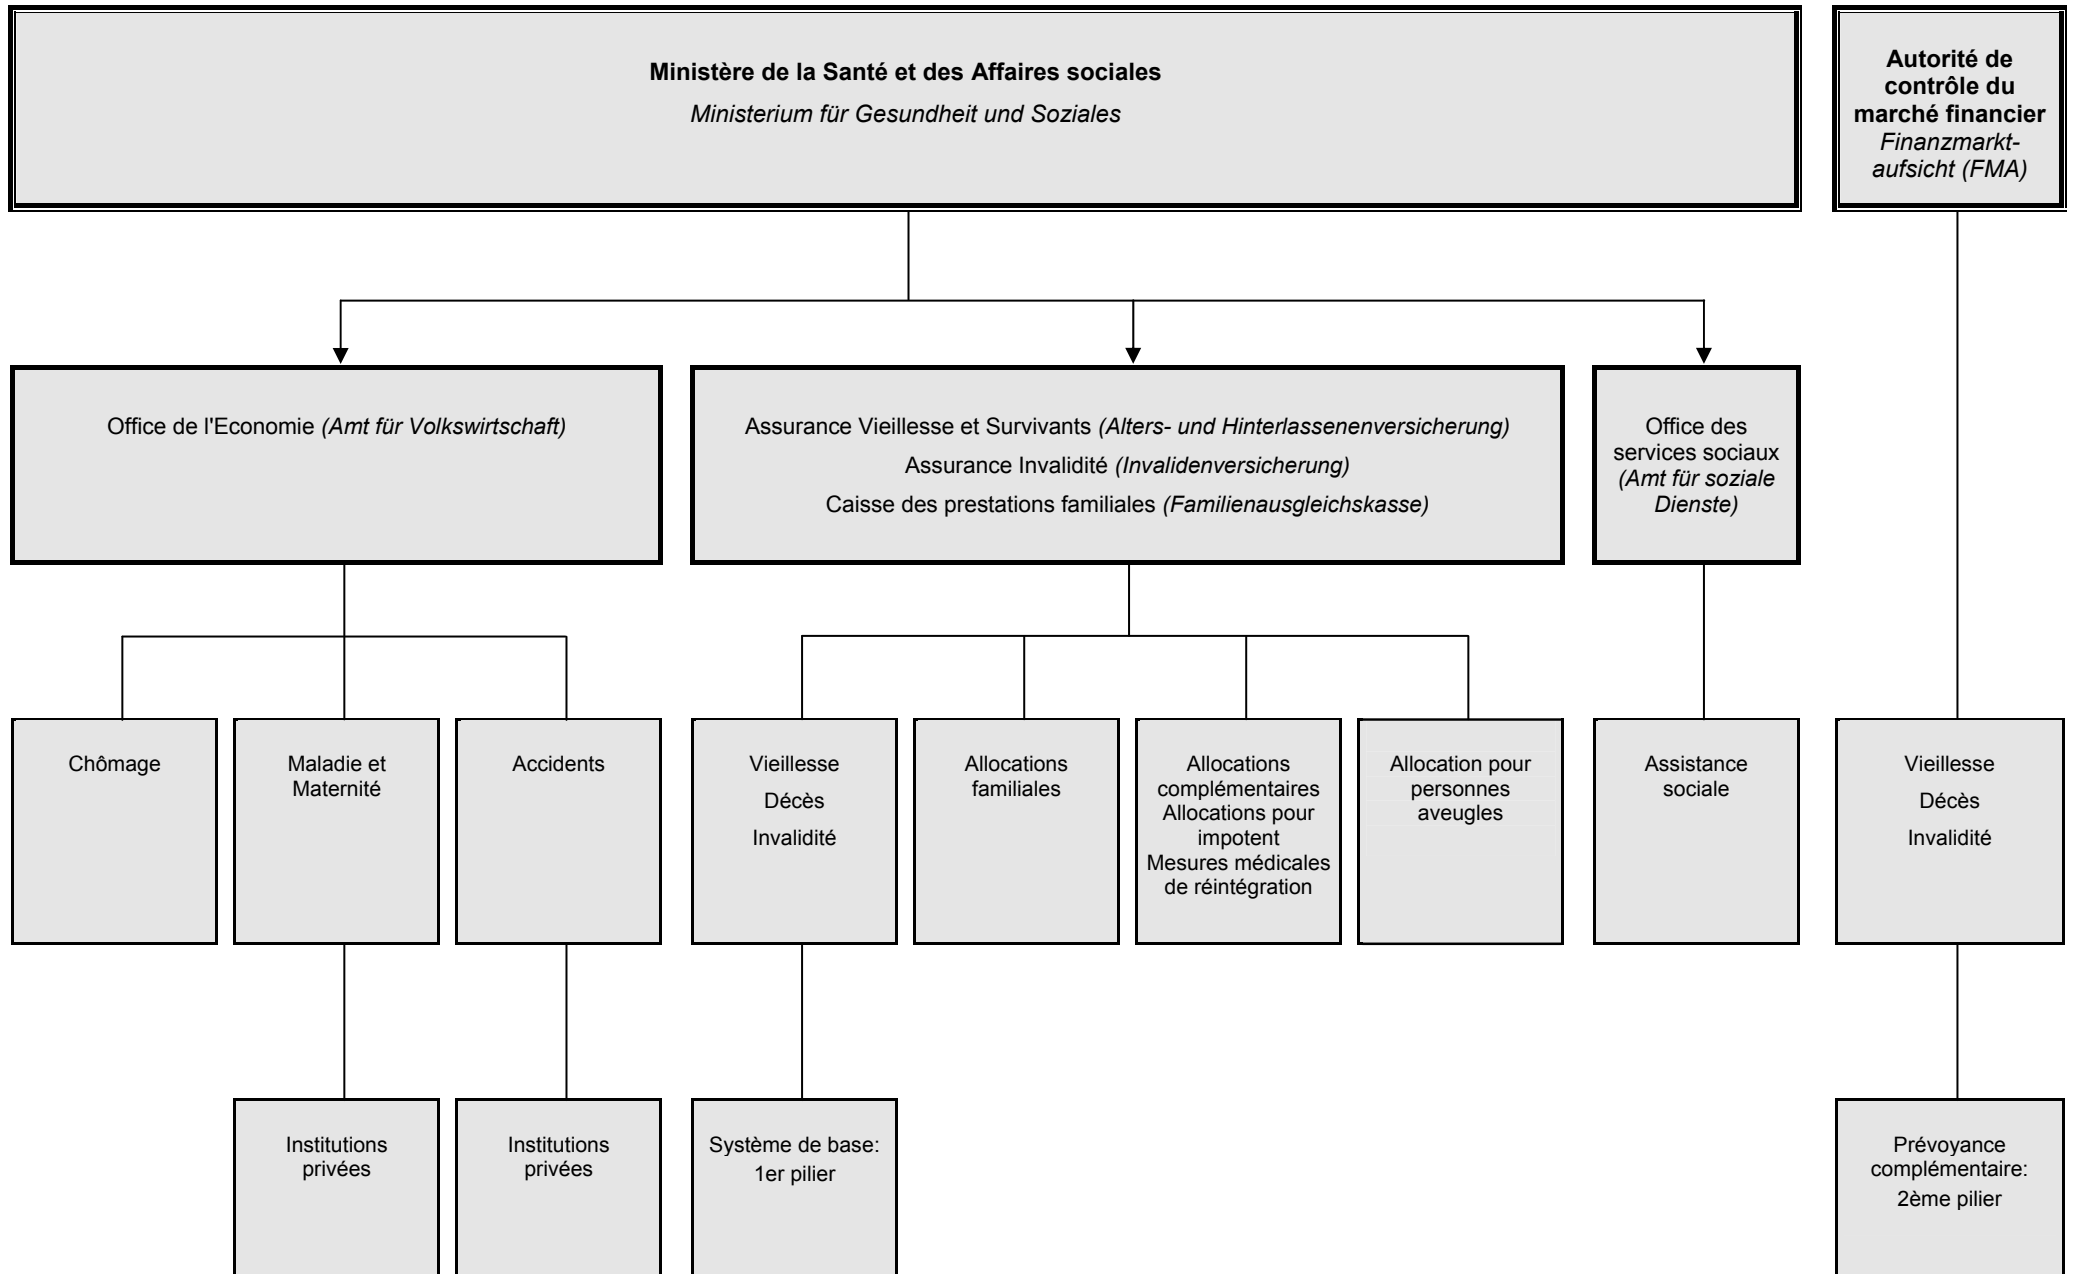 Ministère de la Santé et des Affaires sociales
Ministerium für Gesundheit und Soziales
Autorité de
contrôle du
marché financier
Finanzmarkt-
aufsicht (FMA)
Office de l'Economie (Amt für Volkswirtschaft)
Assurance Vieillesse et Survivants (Alters- und Hinterlassenenversicherung)
Assurance Invalidité (Invalidenversicherung)
Caisse des prestations familiales (Familienausgleichskasse)
Office des
services sociaux
(Amt für soziale
Dienste)
Chômage
Maladie et
Maternité
Accidents
Vieillesse
Décès
Invalidité
Allocations
familiales
Allocations
complémentaires
Allocations pour
impotent
Mesures médicales
de réintégration
Allocation pour
personnes
aveugles
Assistance
sociale
Vieillesse
Décès
Invalidité
Institutions
privées
Institutions
privées
Système de base:
1er pilier
Prévoyance
complémentaire:
2ème pilier